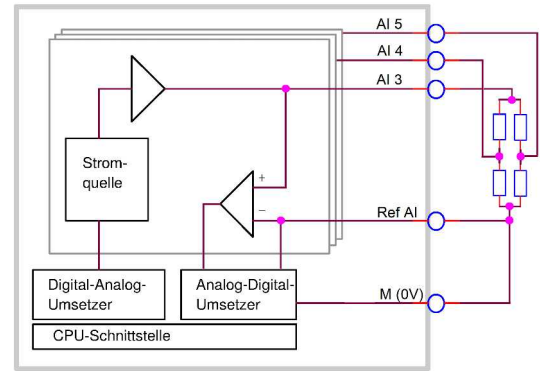 AI 5
AI 4
AI 3
Strom-
quelle
+
−
Ref AI
Digital-Analog-
Umsetzer
Analog-Digital-
Umsetzer
M (0V)
CPU-Schnittstelle